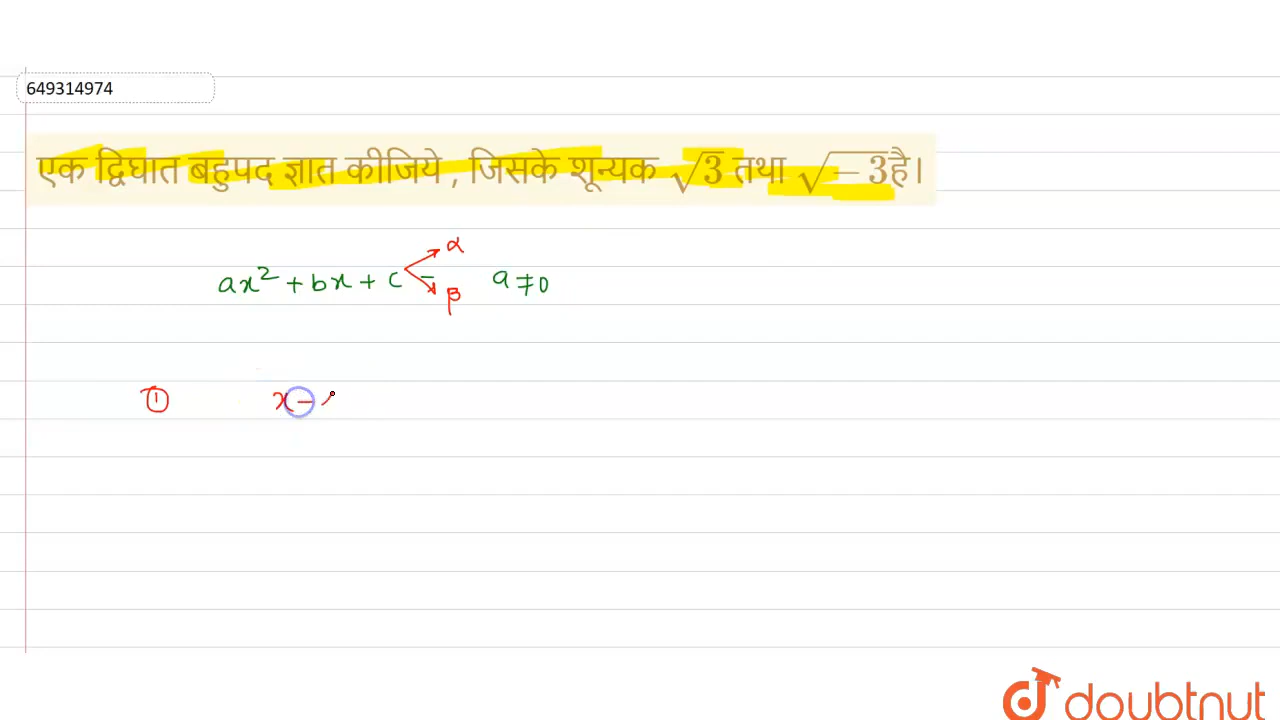 649314974
एक द्विघात बहुपद ज्ञात कीजिये , जिसके शून्यक √3 तथा √-3 है।
ax² + bx + c = a ≠ 0
α
β
① x -
doubtnut